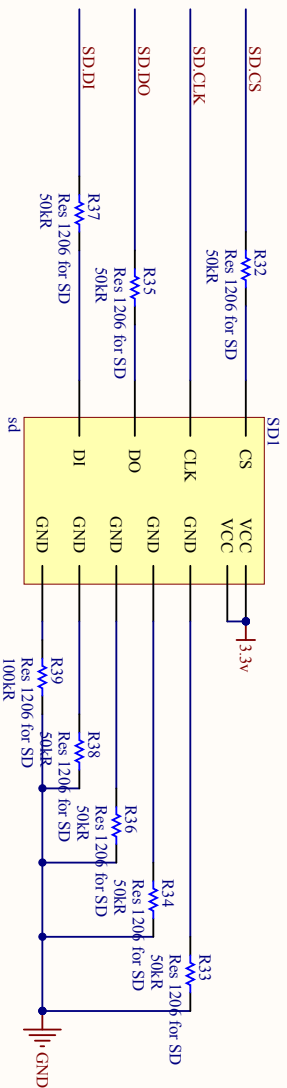 SD1
SD.CS
R32
Res 1206 for SD
50kR
CS
VCC
VCC
3.3v
SD.CLK
CLK
GND
R33
Res 1206 for SD
50kR
SD.DO
R35
Res 1206 for SD
50kR
DO
GND
R34
Res 1206 for SD
50kR
GND
R36
Res 1206 for SD
50kR
SD.DI
R37
Res 1206 for SD
50kR
DI
GND
R38
Res 1206 for SD
50kR
GND
R39
Res 1206 for SD
100kR
GND
sd